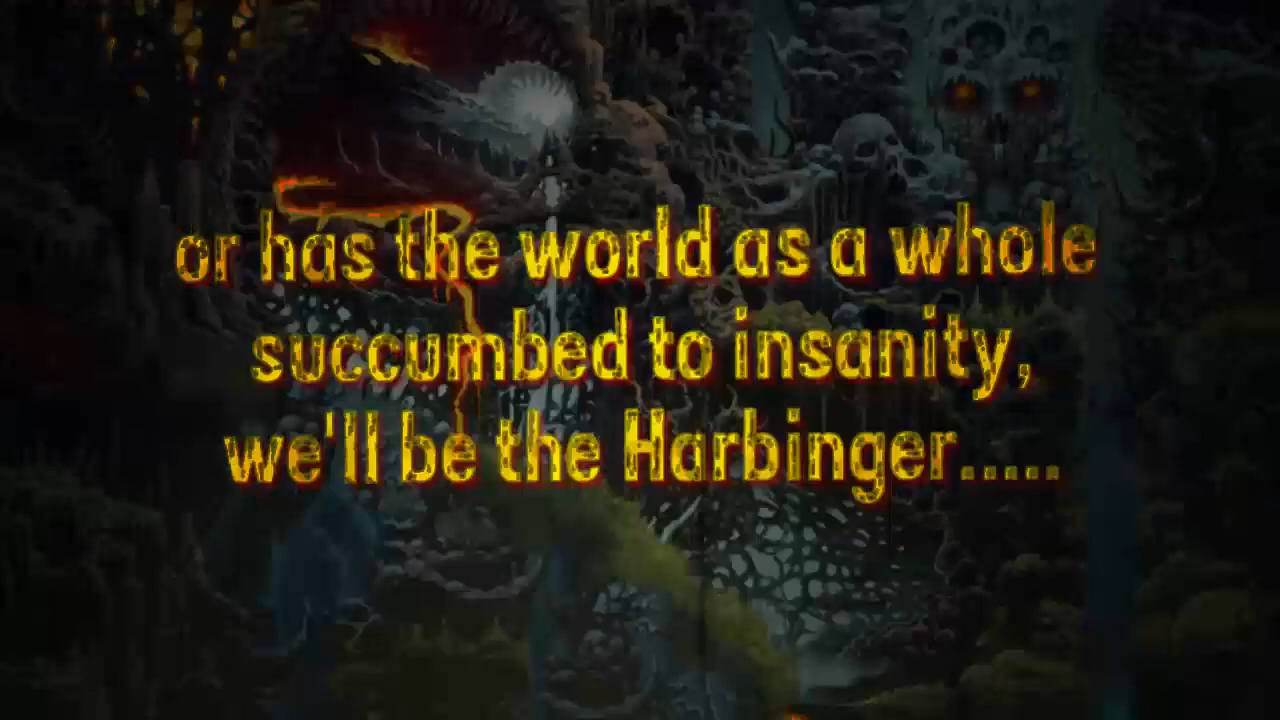 or has the world as a whole
succumbed to insanity,
we'll be the Harbinger.....